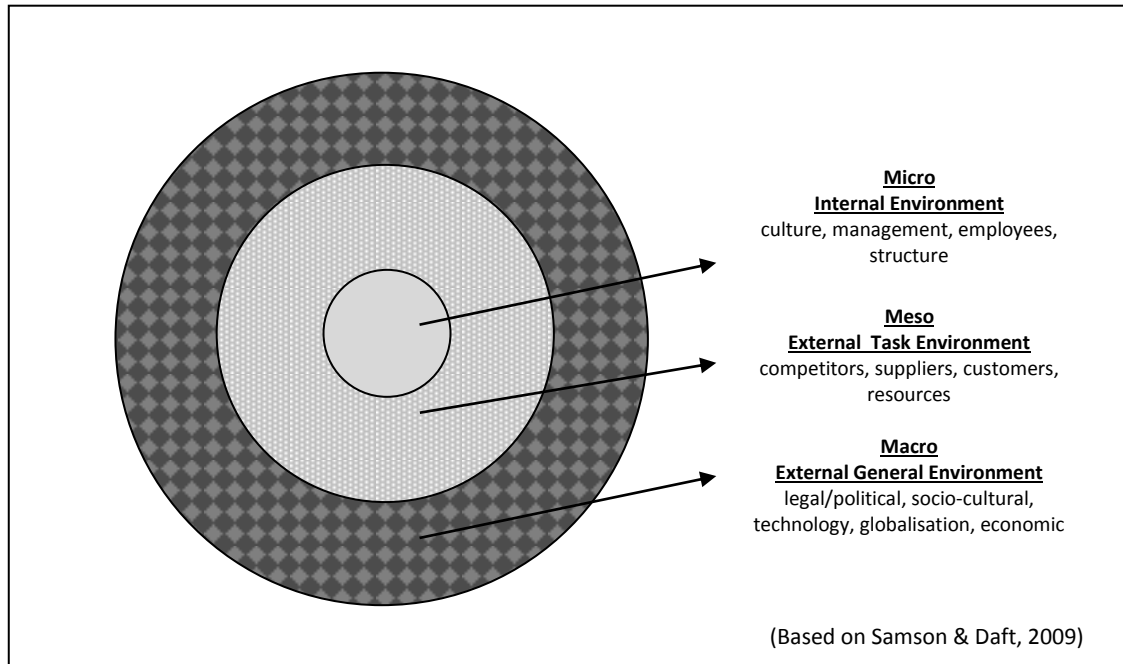 Micro
Internal Environment
culture, management, employees,
structure
Meso
External Task Environment
competitors, suppliers, customers,
resources
Macro
External General Environment
legal/political, socio-cultural,
technology, globalisation, economic
(Based on Samson & Daft, 2009)